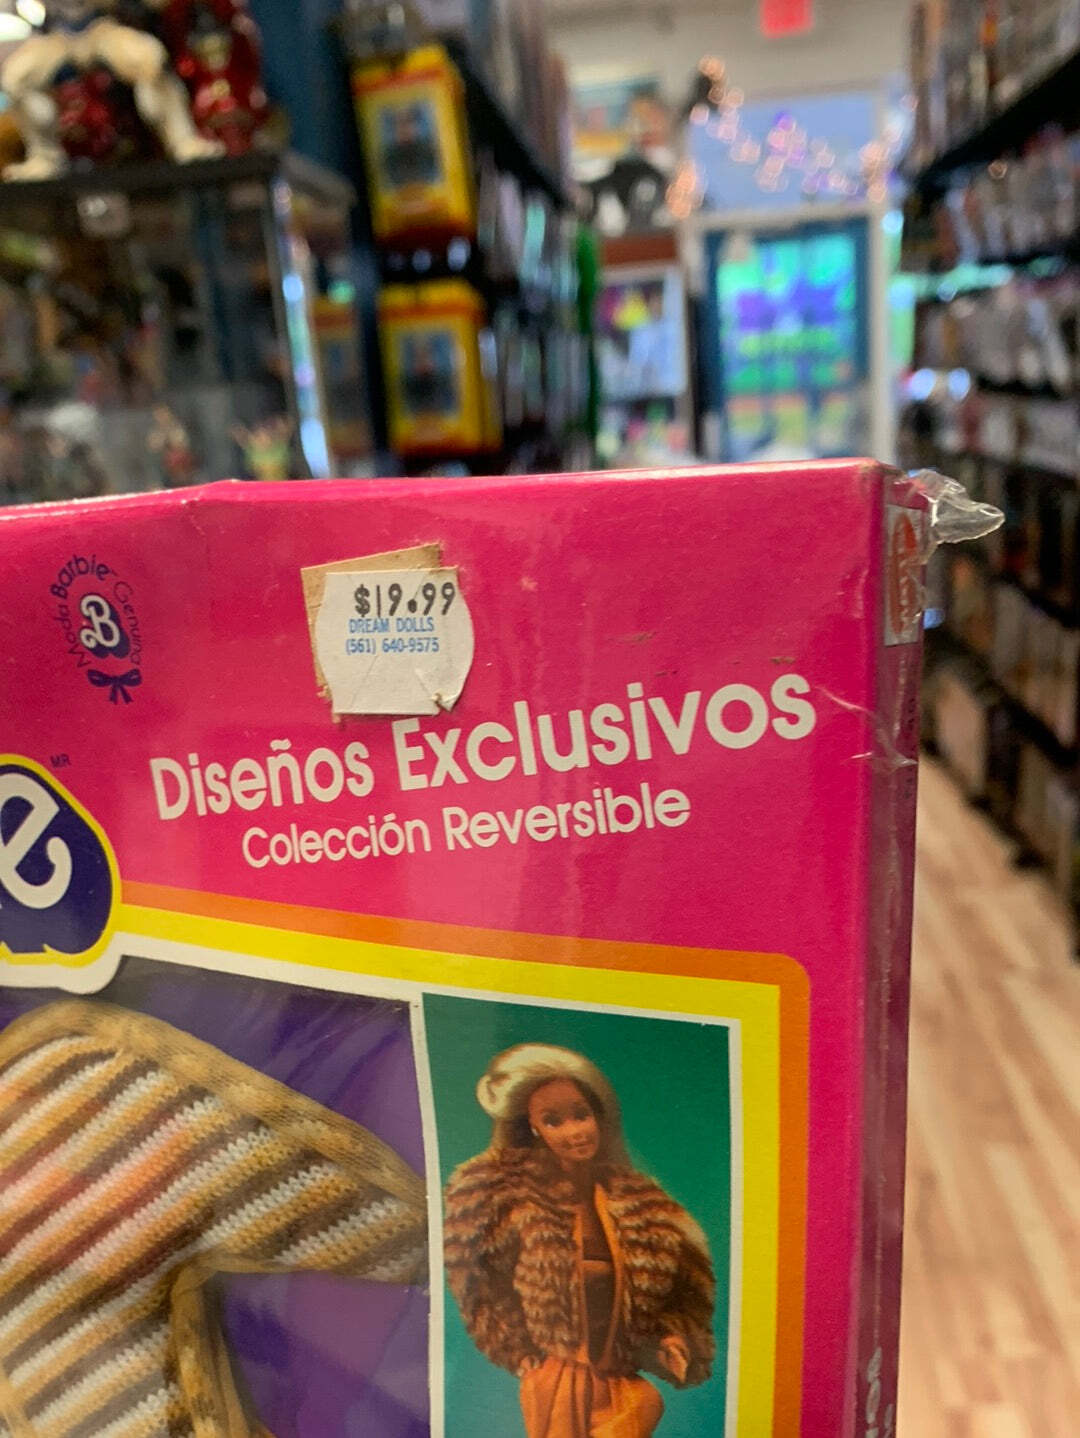 Moda Barbie Genuina
B
$19.99
DREAM DOLLS
(561) 640-9575
MR
Diseños Exclusivos
Colección Reversible
e